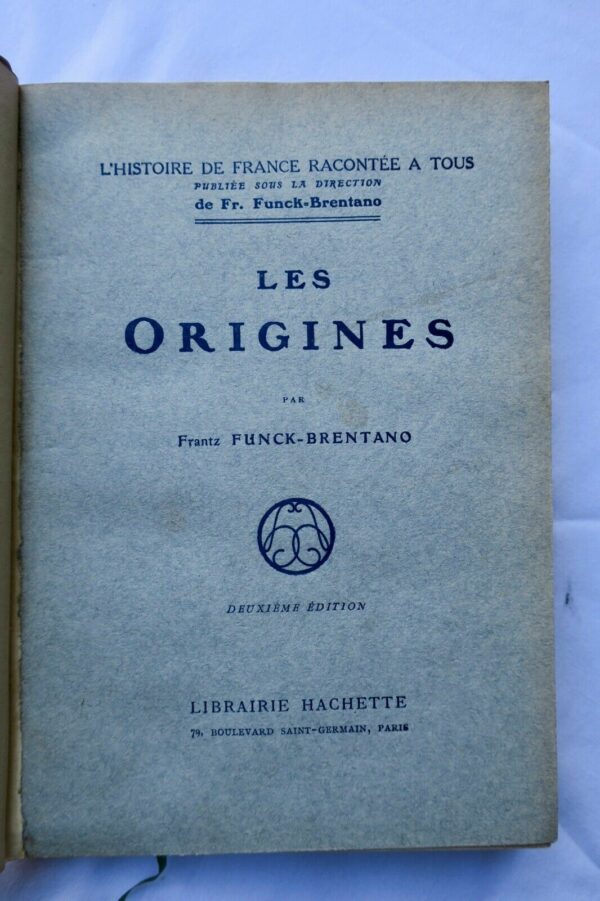 L'HISTOIRE DE FRANCE RACONTÉE A TOUS
PUBLIÉE SOUS LA DIRECTION
de Fr. Funck-Brentano
LES
ORIGINES
PAR
Frantz FUNCK-BRENTANO
DEUXIÈME ÉDITION
LIBRAIRIE HACHETTE
79, BOULEVARD SAINT-GERMAIN, PARIS